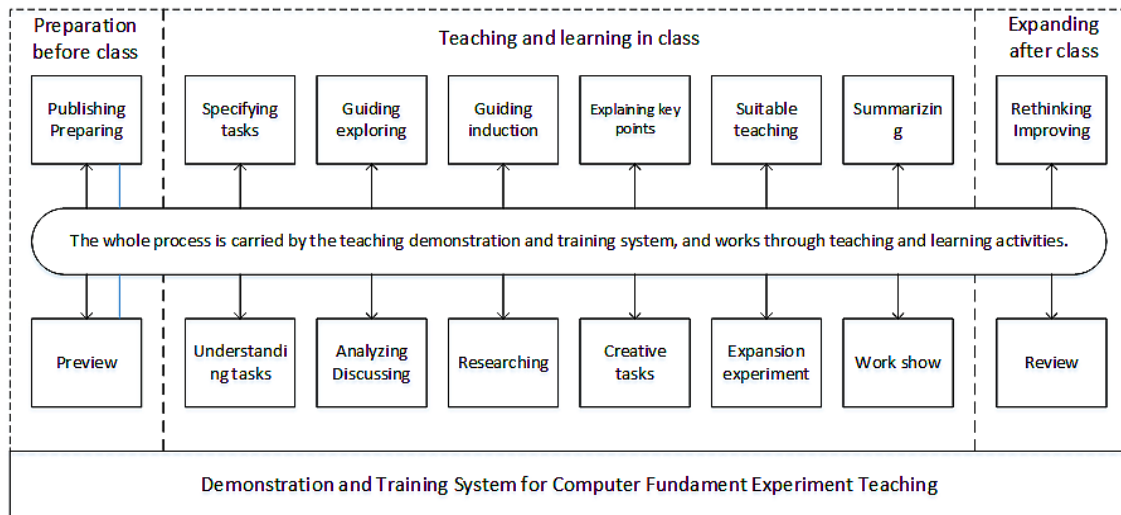 Preparation
before class
Teaching and learning in class
Expanding
after class
Publishing
Preparing
Specifying
tasks
Guiding
exploring
Guiding
induction
Explaining key
points
Suitable
teaching
Summarizin
g
Rethinking
Improving
The whole process is carried by the teaching demonstration and training system, and works through teaching and learning activities.
Preview
Understandi
ng tasks
Analyzing
Discussing
Researching
Creative
tasks
Expansion
experiment
Work show
Review
Demonstration and Training System for Computer Fundament Experiment Teaching